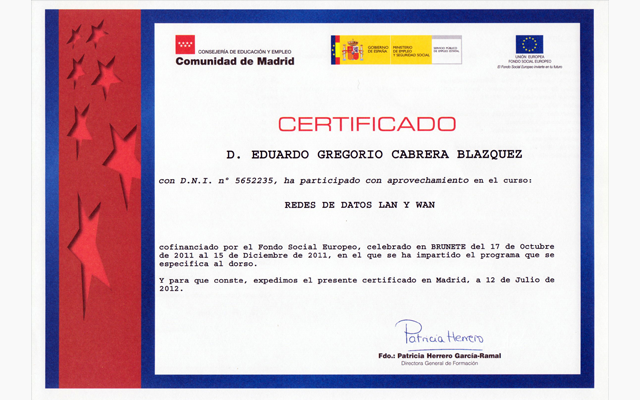 CONSEJERÍA DE EDUCACIÓN Y EMPLEO
Comunidad de Madrid
GOBIERNO DE ESPAÑA
MINISTERIO DE EMPLEO Y SEGURIDAD SOCIAL
SERVICIO PÚBLICO DE EMPLEO ESTATAL
UNIÓN EUROPEA
FONDO SOCIAL EUROPEO
El Fondo Social Europeo invierte en tu futuro
CERTIFICADO
D. EDUARDO GREGORIO CABRERA BLAZQUEZ
con D.N.I. n° 5652235, ha participado con aprovechamiento en el curso:
REDES DE DATOS LAN Y WAN
cofinanciado por el Fondo Social Europeo, celebrado en BRUNETE del 17 de Octubre
de 2011 al 15 de Diciembre de 2011, en el que se ha impartido el programa que se
especifica al dorso.
Y para que conste, expedimos el presente certificado en Madrid, a 12 de Julio de
2012.
Patricia Herrero
Fdo.: Patricia Herrero García-Ramal
Directora General de Formación